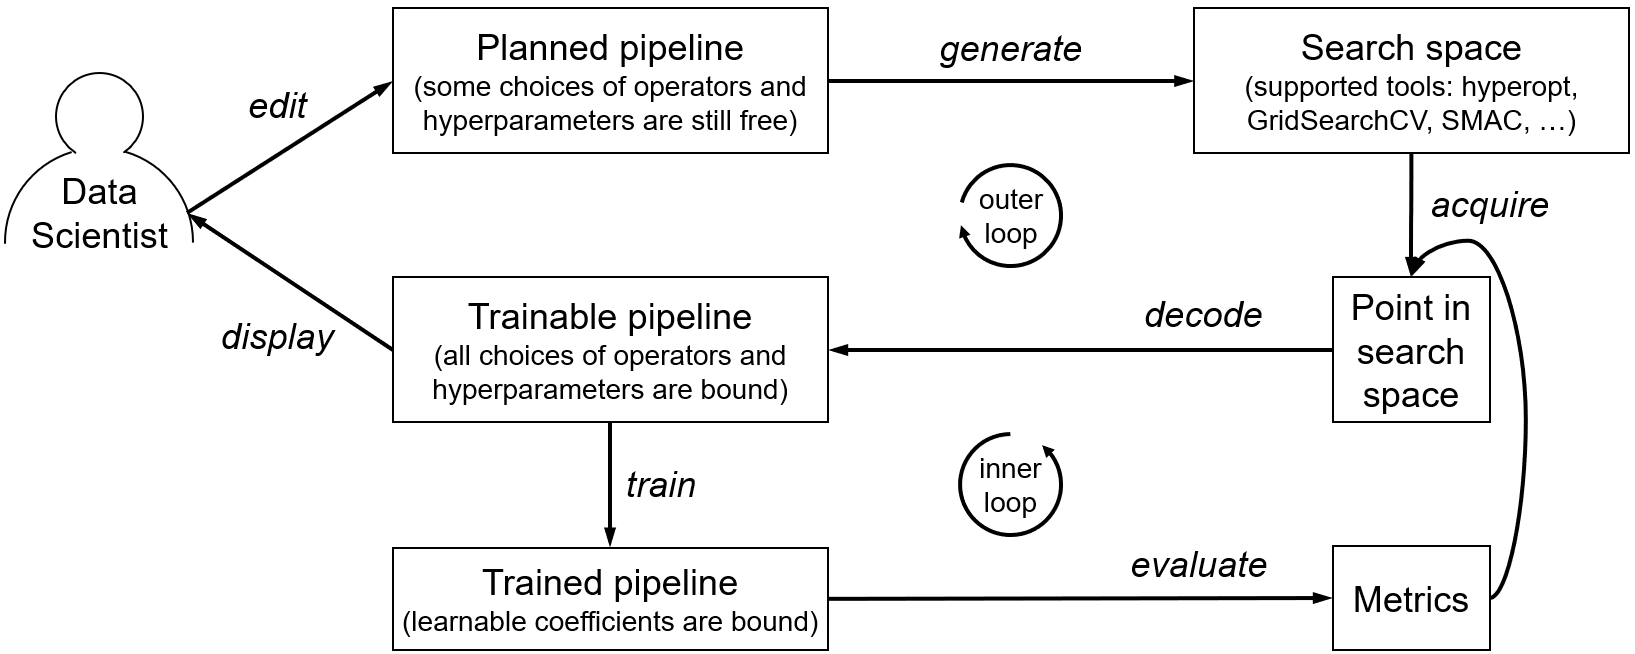 Planned pipeline
(some choices of operators and
hyperparameters are still free)
generate
Search space
(supported tools: hyperopt,
GridSearchCV, SMAC, …)
edit
Data
Scientist
outer
loop
acquire
display
Trainable pipeline
(all choices of operators and
hyperparameters are bound)
decode
Point in
search
space
train
inner
loop
Trained pipeline
(learnable coefficients are bound)
evaluate
Metrics